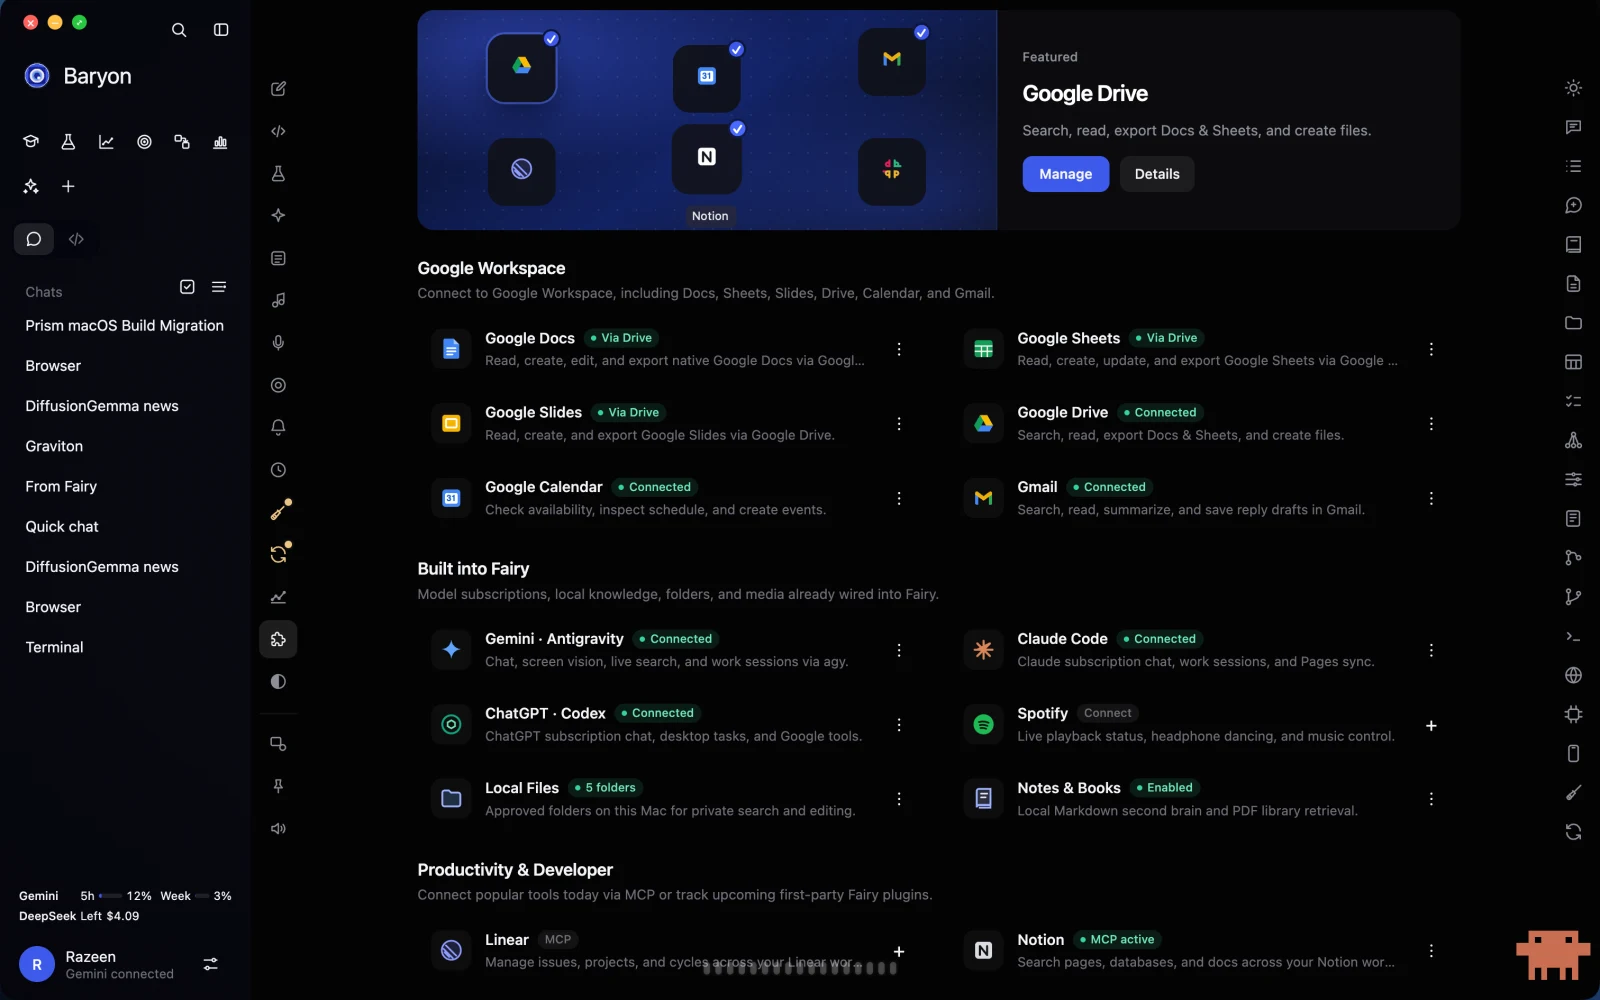 Baryon
Chats
Prism macOS Build Migration
Browser
DiffusionGemma news
Graviton
From Fairy
Quick chat
DiffusionGemma news
Browser
Terminal
Gemini 5h 12% Week 3%
DeepSeek Left $4.09
R
Razeen
Gemini connected
31
N
Notion
Featured
Google Drive
Search, read, export Docs & Sheets, and create files.
Manage
Details
Google Workspace
Connect to Google Workspace, including Docs, Sheets, Slides, Drive, Calendar, and Gmail.
Google Docs • Via Drive
Read, create, edit, and export native Google Docs via Googl...
Google Sheets • Via Drive
Read, create, update, and export Google Sheets via Google ...
Google Slides • Via Drive
Read, create, and export Google Slides via Google Drive.
Google Drive • Connected
Search, read, export Docs & Sheets, and create files.
31
Google Calendar • Connected
Check availability, inspect schedule, and create events.
Gmail • Connected
Search, read, summarize, and save reply drafts in Gmail.
Built into Fairy
Model subscriptions, local knowledge, folders, and media already wired into Fairy.
Gemini · Antigravity • Connected
Chat, screen vision, live search, and work sessions via agy.
Claude Code • Connected
Claude subscription chat, work sessions, and Pages sync.
ChatGPT · Codex • Connected
ChatGPT subscription chat, desktop tasks, and Google tools.
Spotify Connect
Live playback status, headphone dancing, and music control.
Local Files • 5 folders
Approved folders on this Mac for private search and editing.
Notes & Books • Enabled
Local Markdown second brain and PDF library retrieval.
Productivity & Developer
Connect popular tools today via MCP or track upcoming first-party Fairy plugins.
Linear MCP
Manage issues, projects, and cycles across your Linear wor...
N
Notion • MCP active
Search pages, databases, and docs across your Notion wor...